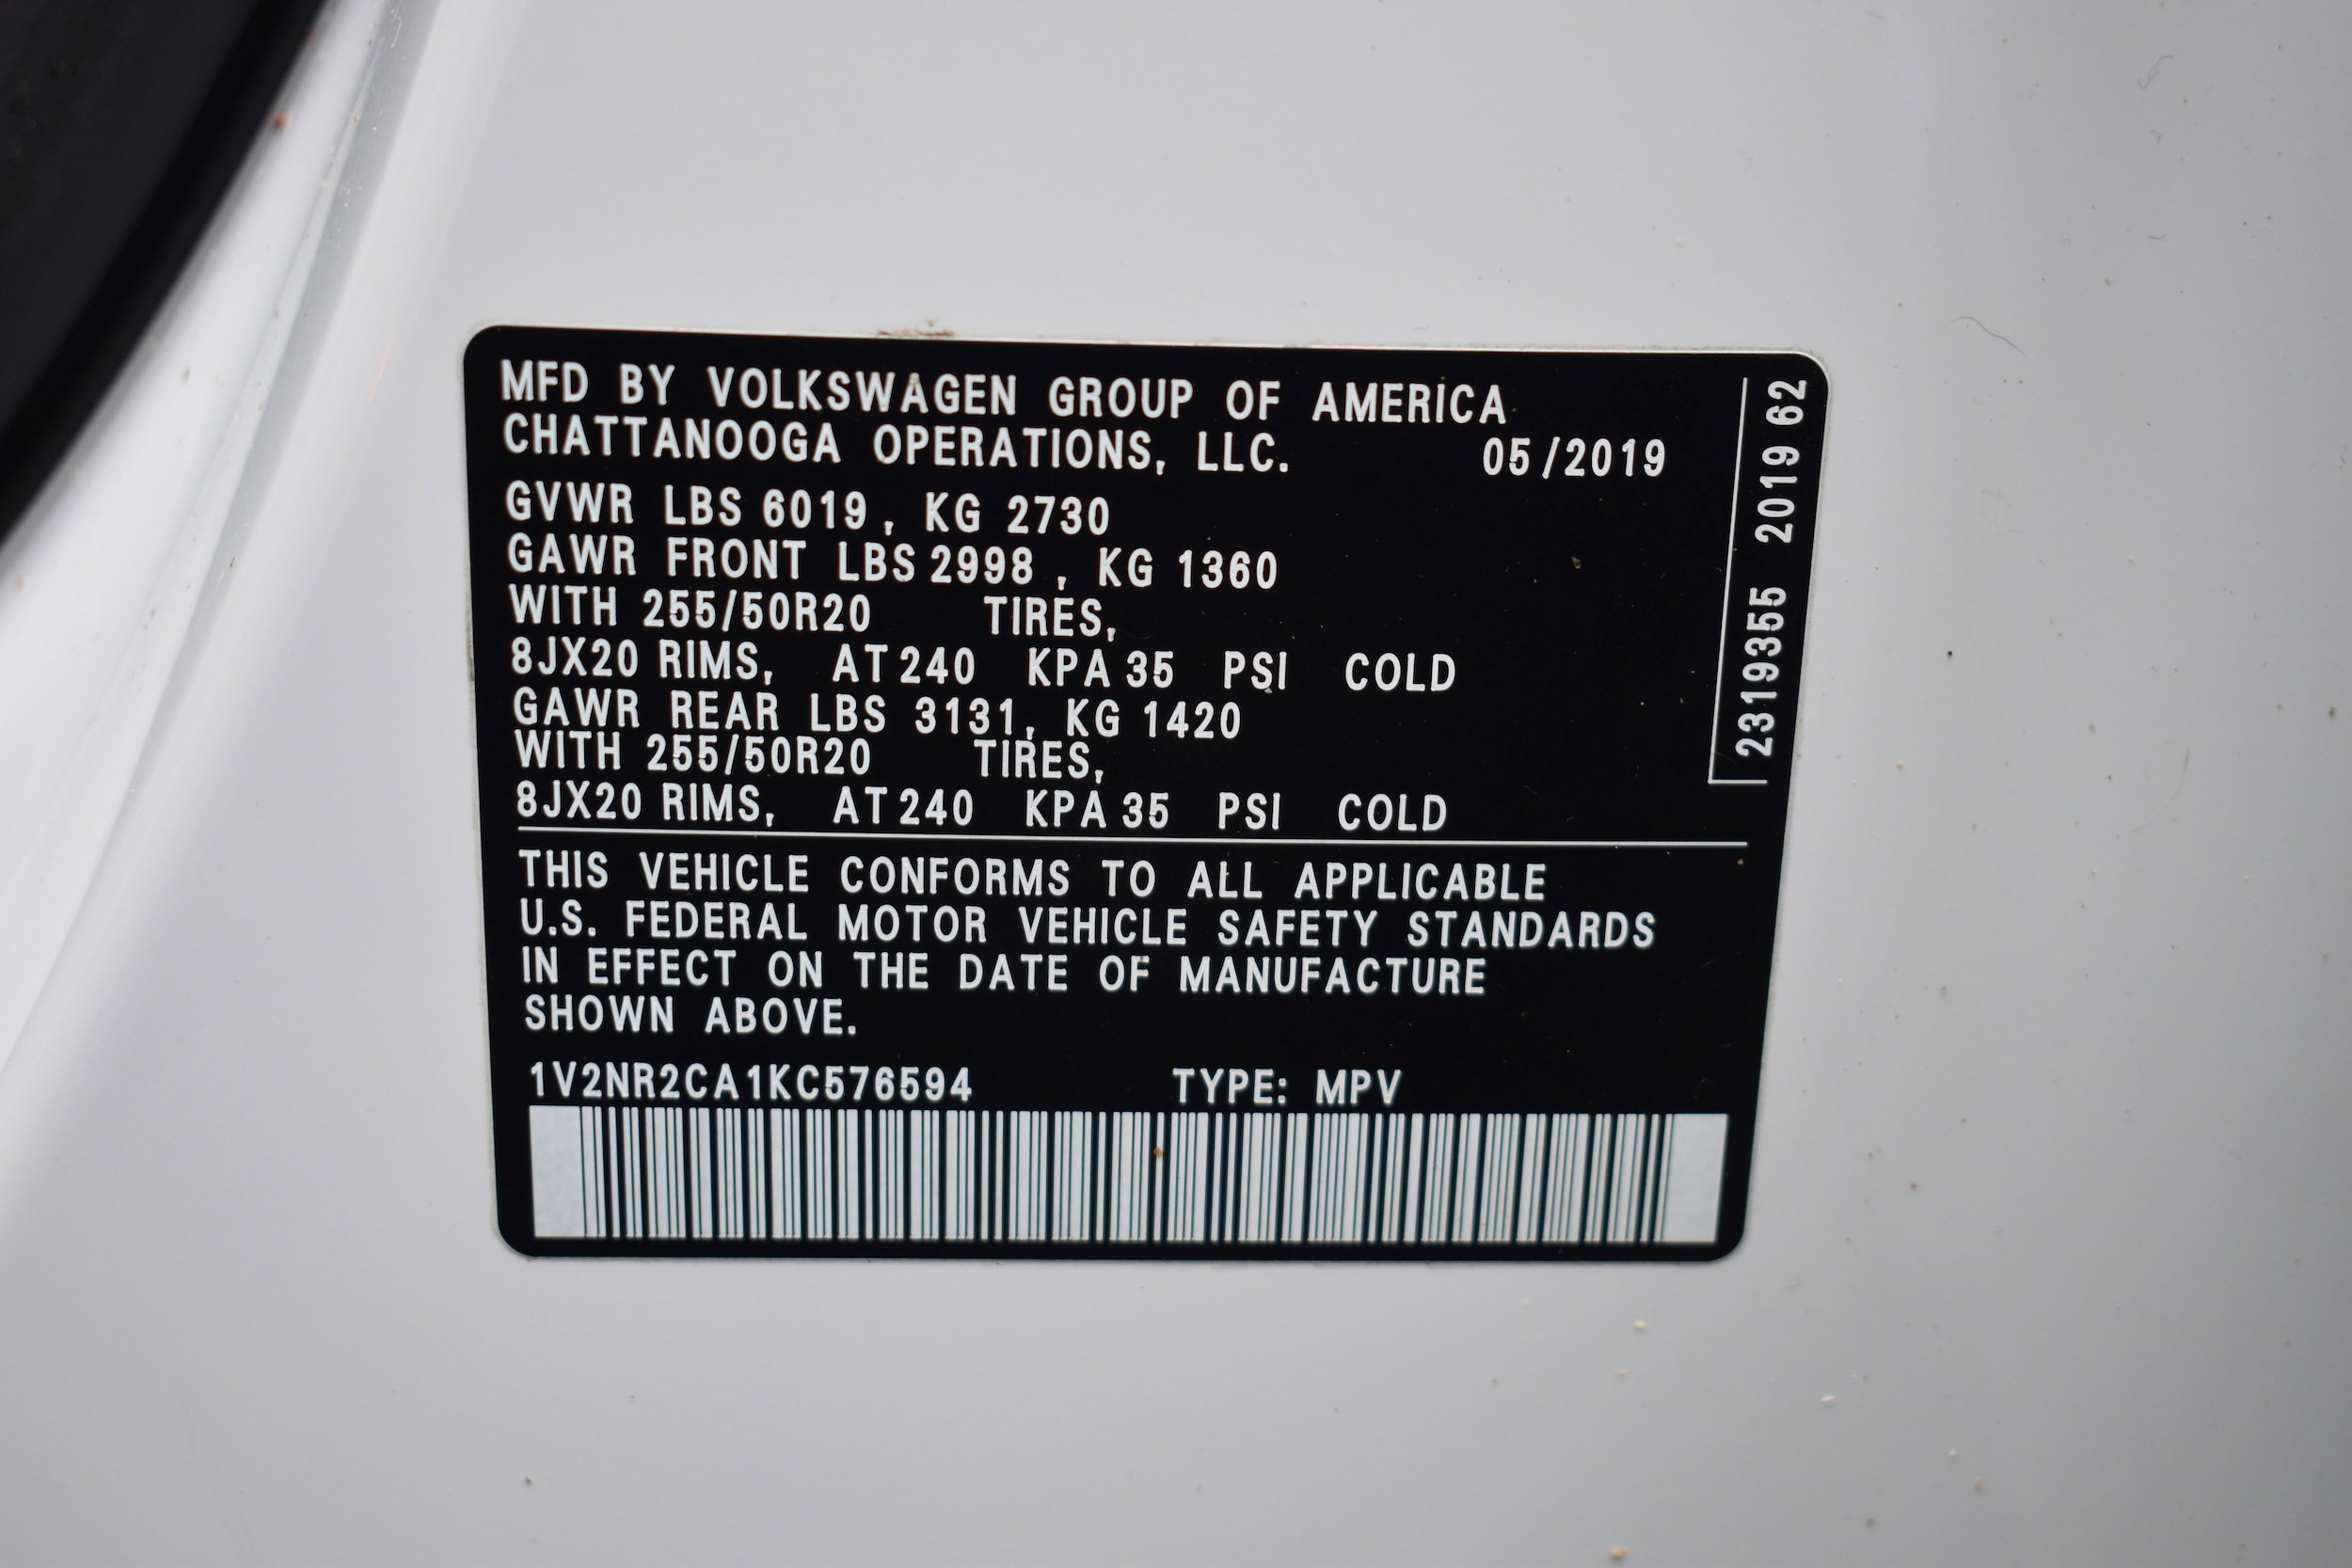 MFD BY VOLKSWAGEN GROUP OF AMERICA
CHATTANOOGA OPERATIONS, LLC. 05/2019
GVWR LBS 6019, KG 2730
GAWR FRONT LBS 2998, KG 1360
WITH 255/50R20 TIRES,
8JX20 RIMS, AT 240 KPA 35 PSI COLD
GAWR REAR LBS 3131, KG 1420
WITH 255/50R20 TIRES,
8JX20 RIMS, AT 240 KPA 35 PSI COLD
THIS VEHICLE CONFORMS TO ALL APPLICABLE
U.S. FEDERAL MOTOR VEHICLE SAFETY STANDARDS
IN EFFECT ON THE DATE OF MANUFACTURE
SHOWN ABOVE.
1V2NR2CA1KC576594 TYPE: MPV
2319355 2019 62